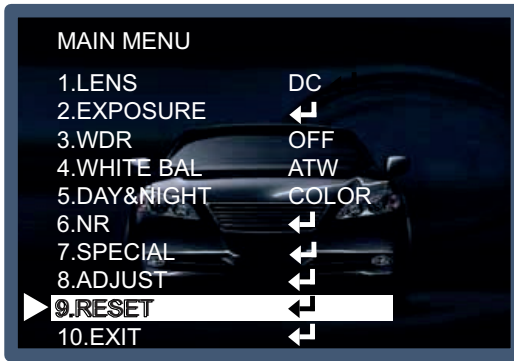 MAIN MENU
1.LENS DC
2.EXPOSURE ↵
3.WDR OFF
4.WHITE BAL ATW
5.DAY&NIGHT COLOR
6.NR ↵
7.SPECIAL ↵
8.ADJUST ↵
9.RESET ↵
10.EXIT ↵